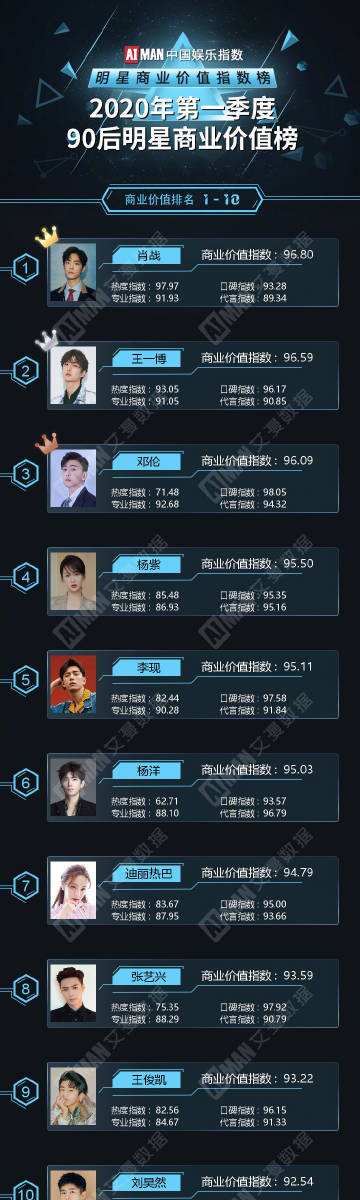 AI MAN 中国娱乐指数
明星商业价值指数榜
2020年第一季度
90后明星商业价值榜
商业价值排名 1-10
1 肖战 商业价值指数：96.80
热度指数：97.97 口碑指数：93.28
专业指数：91.93 代言指数：89.34
2 王一博 商业价值指数：96.59
热度指数：93.05 口碑指数：96.17
专业指数：91.05 代言指数：90.85
3 邓伦 商业价值指数：96.09
热度指数：71.48 口碑指数：98.05
专业指数：92.68 代言指数：94.32
4 杨紫 商业价值指数：95.50
热度指数：85.48 口碑指数：95.35
专业指数：86.93 代言指数：95.16
5 李现 商业价值指数：95.11
热度指数：82.44 口碑指数：97.58
专业指数：90.28 代言指数：91.84
6 杨洋 商业价值指数：95.03
热度指数：62.71 口碑指数：93.57
专业指数：88.10 代言指数：96.79
7 迪丽热巴 商业价值指数：94.79
热度指数：83.67 口碑指数：95.00
专业指数：87.95 代言指数：93.66
8 张艺兴 商业价值指数：93.59
热度指数：75.35 口碑指数：97.92
专业指数：88.29 代言指数：90.79
9 王俊凯 商业价值指数：93.22
热度指数：82.56 口碑指数：96.15
专业指数：84.67 代言指数：91.33
10 刘昊然 商业价值指数：92.54
AI MAN 艾漫数据